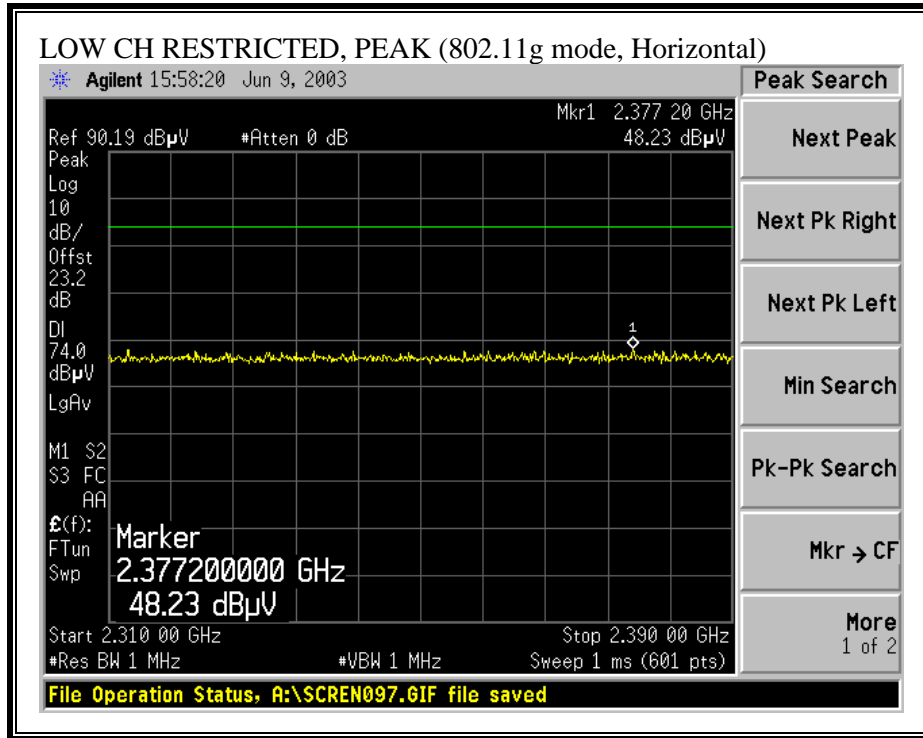 LOW CH RESTRICTED, PEAK (802.11g mode, Horizontal)
Agilent 15:58:20 Jun 9, 2003
Peak Search
Mkr1 2.377 20 GHz
Ref 90.19 dBµV #Atten 0 dB 48.23 dBµV
Peak
Log
10
dB/
Offst
23.2
dB
DI
74.0
dBµV
LgAv
M1 S2
S3 FC
AA
£(f):
FTun
Swp
1
Marker
2.377200000 GHz
48.23 dBµV
Start 2.310 00 GHz Stop 2.390 00 GHz
#Res BW 1 MHz #VBW 1 MHz Sweep 1 ms (601 pts)
File Operation Status, A:\SCREN097.GIF file saved
Next Peak
Next Pk Right
Next Pk Left
Min Search
Pk-Pk Search
Mkr → CF
More
1 of 2